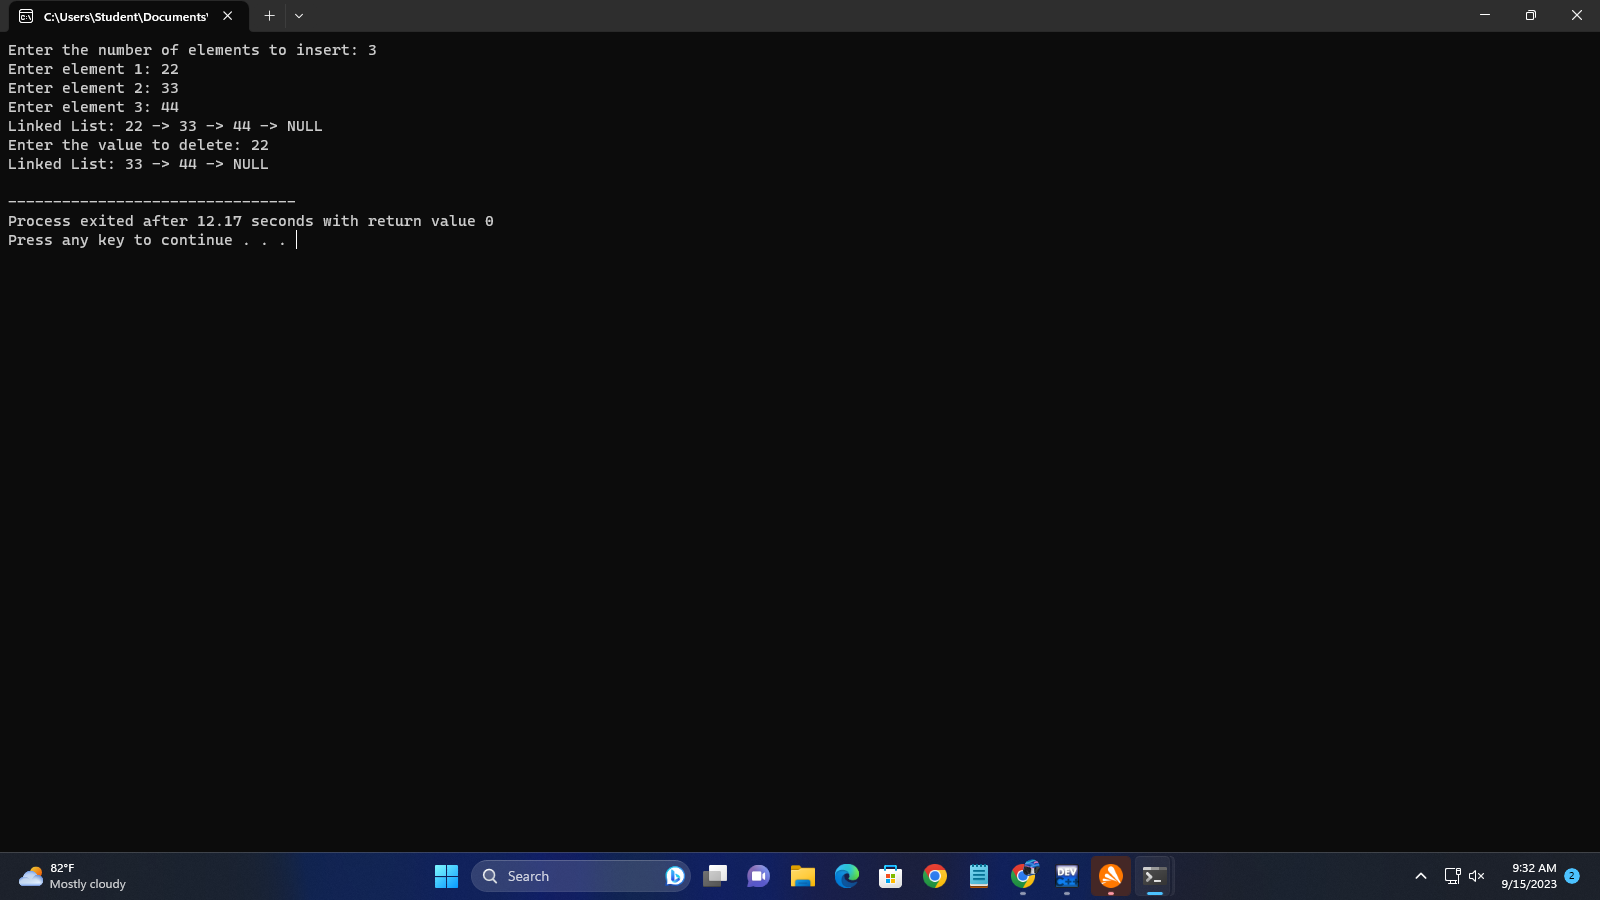 C:\Users\Student\Documents\
Enter the number of elements to insert: 3
Enter element 1: 22
Enter element 2: 33
Enter element 3: 44
Linked List: 22 -> 33 -> 44 -> NULL
Enter the value to delete: 22
Linked List: 33 -> 44 -> NULL
--------------------------------
Process exited after 12.17 seconds with return value 0
Press any key to continue . . .
82°F
Mostly cloudy
Search
DEV
9:32 AM
9/15/2023
2